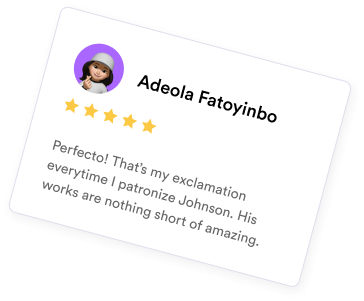 Adeola Fatoyinbo
Perfecto! That's my exclamation
everytime I patronize Johnson. His
works are nothing short of amazing.